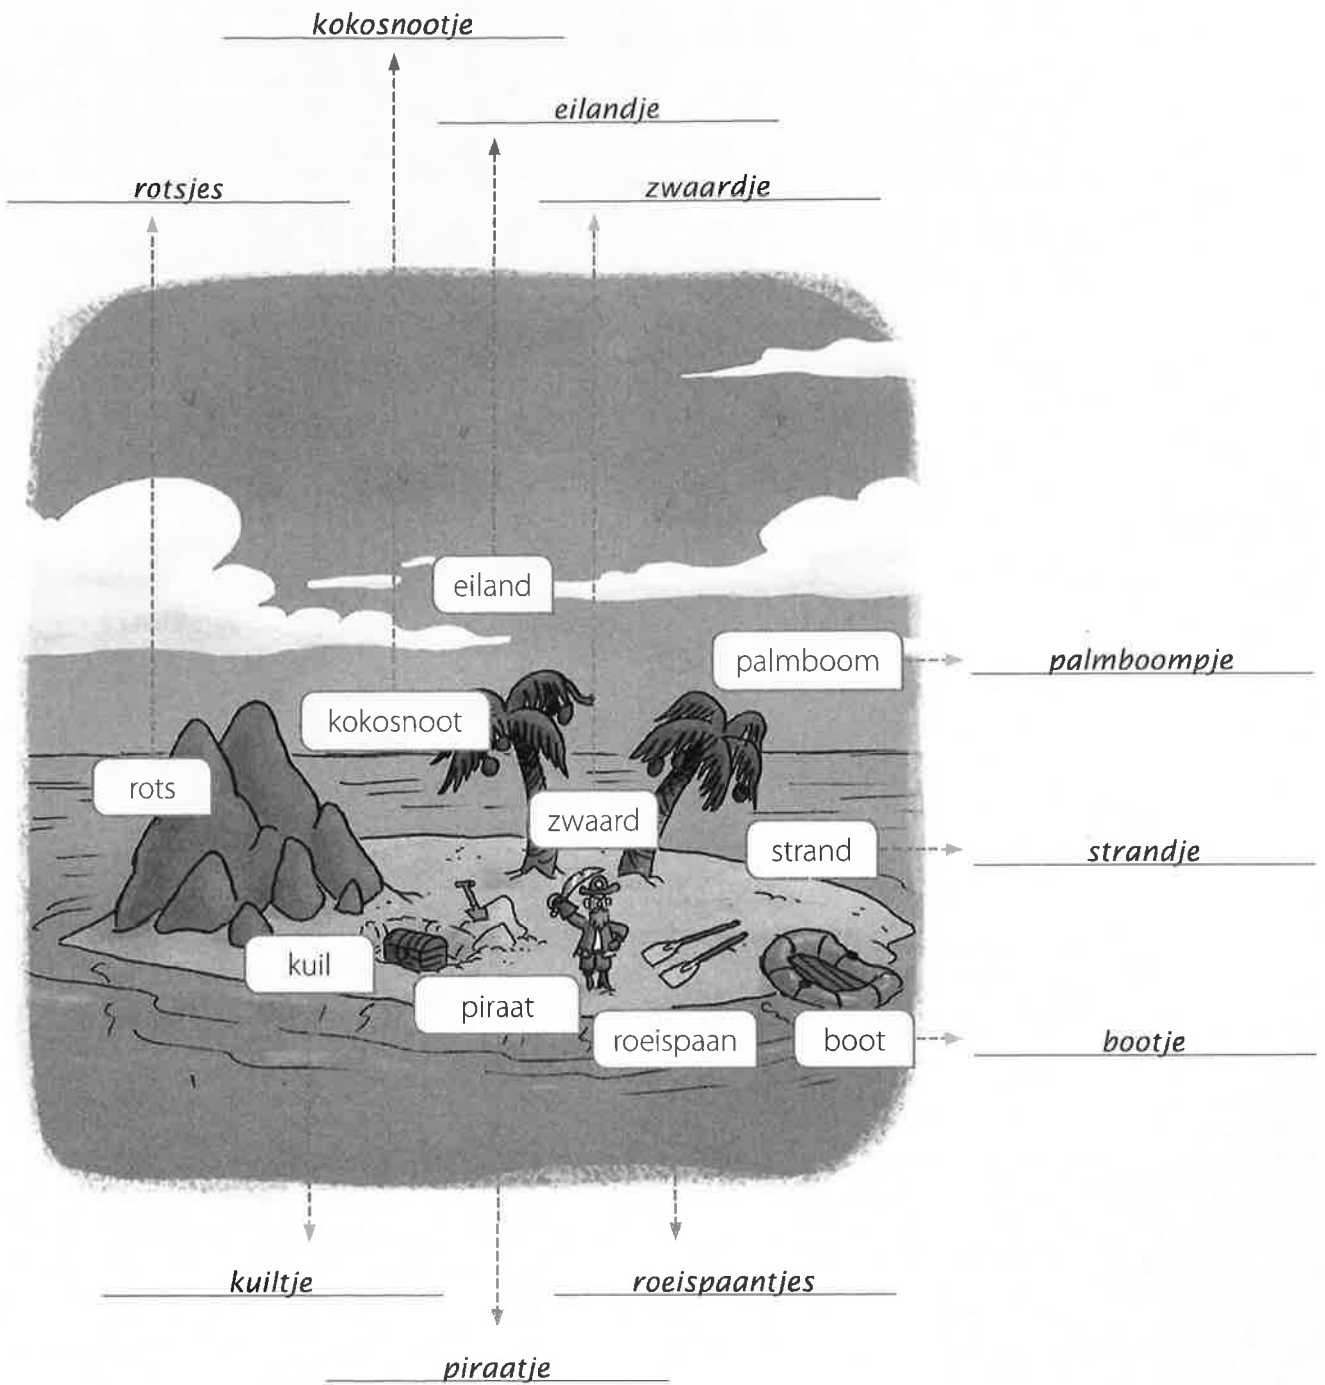 kokosnootje
eilandje
rotsjes
zwaardje
eiland
palmboom
palmboompje
kokosnoot
rots
zwaard
strand
strandje
kuil
piraat
roeispaan
boot
bootje
kuiltje
roeispaantjes
piraatje